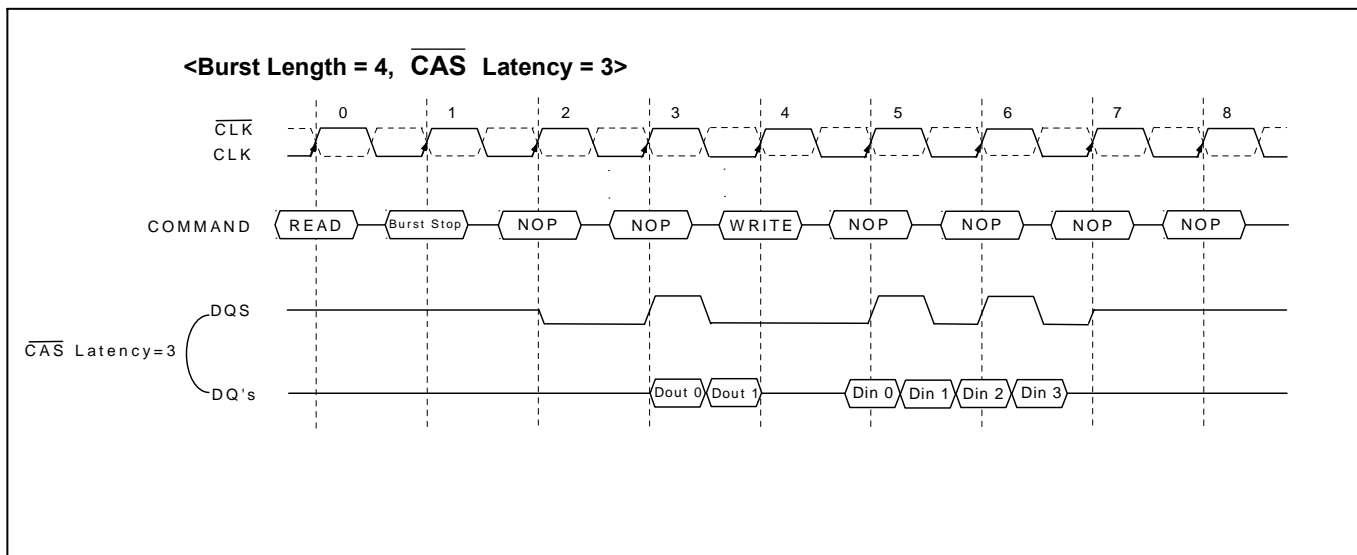 <Burst Length = 4, CAS Latency = 3>
0 1 2 3 4 5 6 7 8
CLK
CLK
COMMAND READ Burst Stop NOP NOP WRITE NOP NOP NOP NOP
DQS
CAS Latency=3
DQ's Dout 0 Dout 1 Din 0 Din 1 Din 2 Din 3